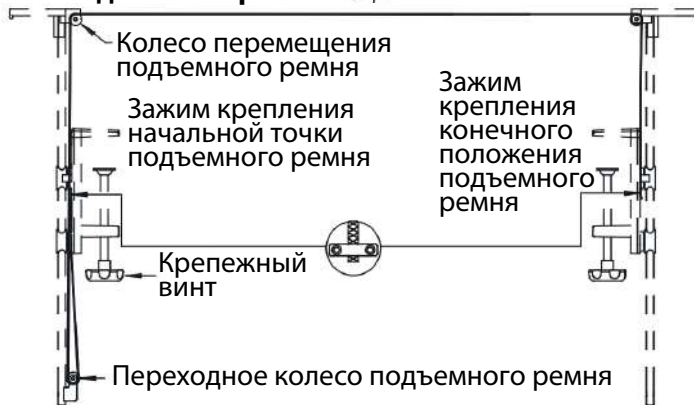 Колесо перемещения
подъемного ремня
Зажим крепления
начальной точки
подъемного ремня
Зажим
крепления
конечного
положения
подъемного
ремня
Крепежный
винт
Переходное колесо подъемного ремня